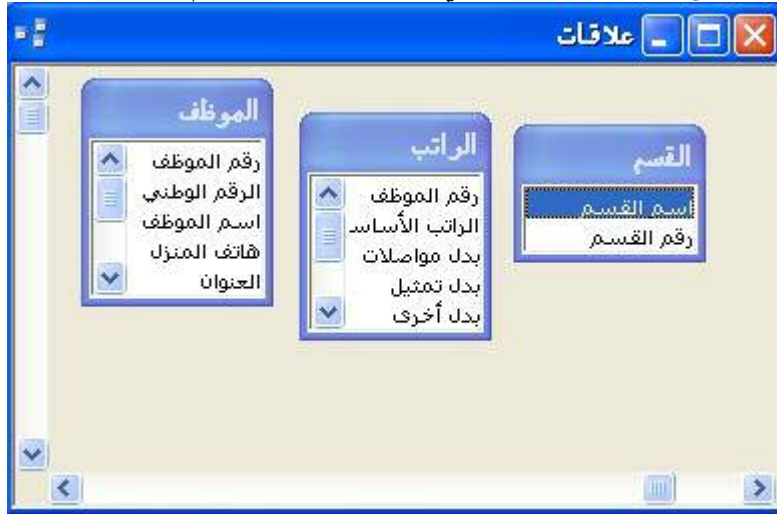 علاقات
القسم
اسم القسم
رقم القسم
الراتب
رقم الموظف
الراتب الأساس
بدل مواصلات
بدل تمثيل
بدل أخرى
الموظف
رقم الموظف
الرقم الوطني
اسم الموظف
هاتف المنزل
العنوان